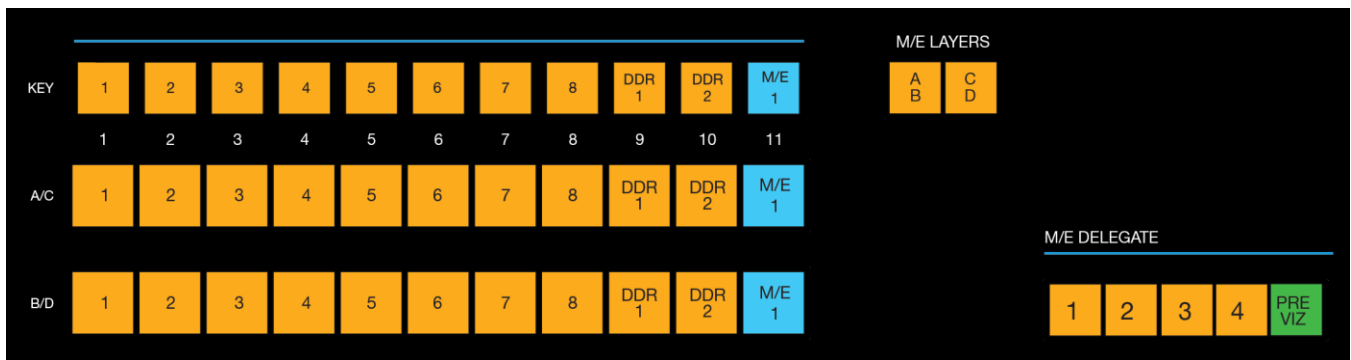 M/E LAYERS
KEY 1 2 3 4 5 6 7 8 DDR 1 DDR 2 M/E 1 A B C D
1 2 3 4 5 6 7 8 9 10 11
A/C 1 2 3 4 5 6 7 8 DDR 1 DDR 2 M/E 1
M/E DELEGATE
B/D 1 2 3 4 5 6 7 8 DDR 1 DDR 2 M/E 1 1 2 3 4 PRE VIZ